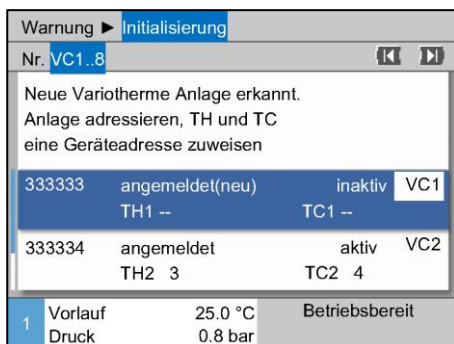 Warnung ► Initialisierung
Nr. VC1..8
Neue Variotherme Anlage erkannt.
Anlage adressieren, TH und TC
eine Geräteadresse zuweisen
333333 angemeldet(neu) inaktiv VC1
TH1 -- TC1 --
333334 angemeldet aktiv VC2
TH2 3 TC2 4
1 Vorlauf 25.0 °C Betriebsbereit
Druck 0.8 bar